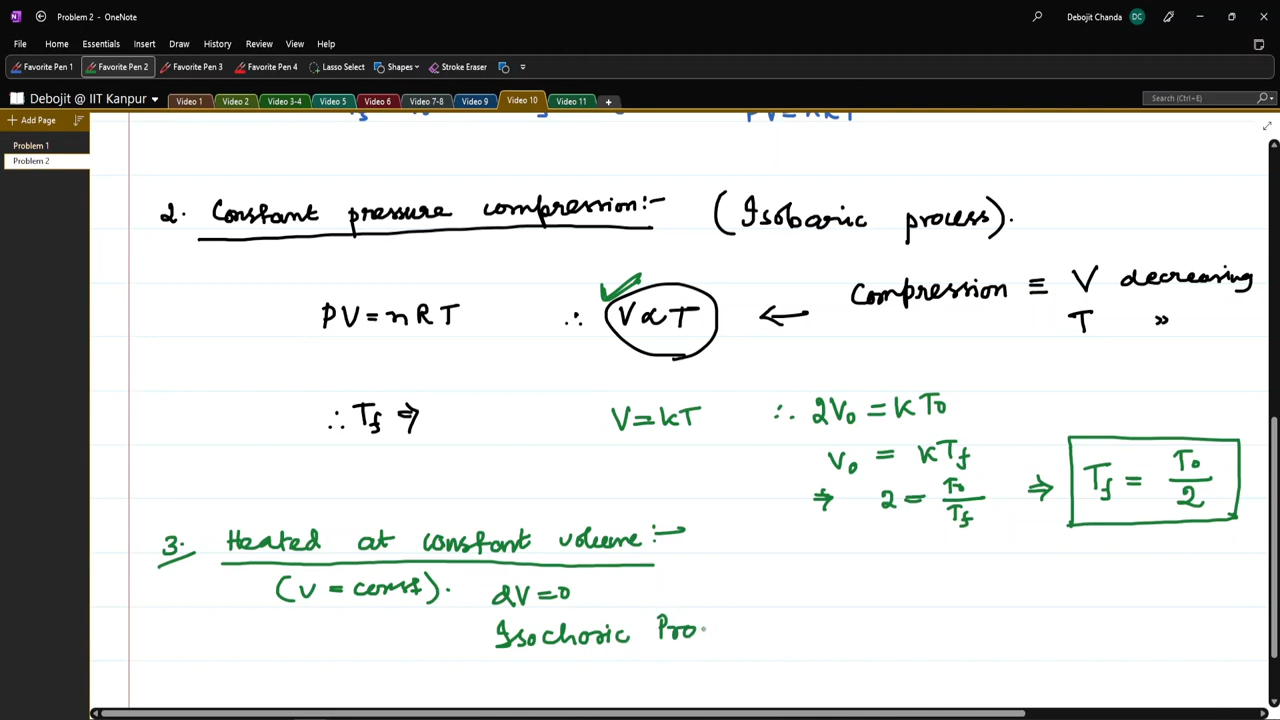 Problem 2 - OneNote
Debojit Chanda DC
File Home Essentials Insert Draw History Review View Help
Favorite Pen 1 Favorite Pen 2 Favorite Pen 3 Favorite Pen 4 Lasso Select Shapes Stroke Eraser
Debojit @ IIT Kanpur Video 1 Video 2 Video 3-4 Video 5 Video 6 Video 7-8 Video 9 Video 10 Video 11 + Search (Ctrl+E)
+ Add Page
Problem 1
Problem 2
PV=nRT
2. Constant pressure compression:- (Isobaric process).
Compression ≡ V decreasing
PV=nRT ∴ V∝T ← T "
∴ Tf ⇒ V=kT ∴ 2V₀ = kT₀
V₀ = kTf
⇒ 2 = T₀/Tf ⇒ Tf = T₀/2
3. Heated at constant volume :→
(V = const). dV=0
Isochoric Pro